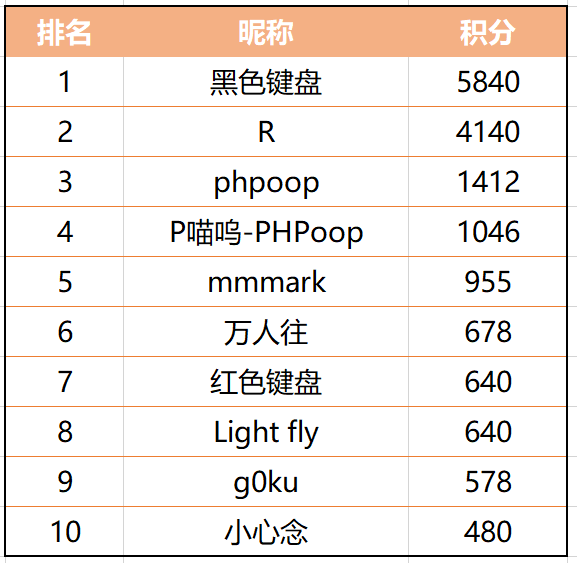 排名 昵称 积分
1 黑色键盘 5840
2 R 4140
3 phpoop 1412
4 P喵呜-PHPoop 1046
5 mmmark 955
6 万人往 678
7 红色键盘 640
8 Light fly 640
9 g0ku 578
10 小心念 480